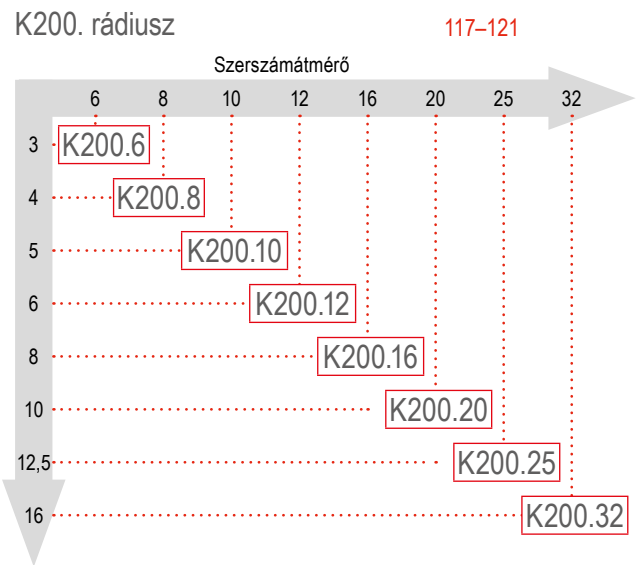 K200. rádiusz 117–121
Szerszámátmérő
6 8 10 12 16 20 25 32
3 K200.6
4 K200.8
5 K200.10
6 K200.12
8 K200.16
10 K200.20
12,5 K200.25
16 K200.32